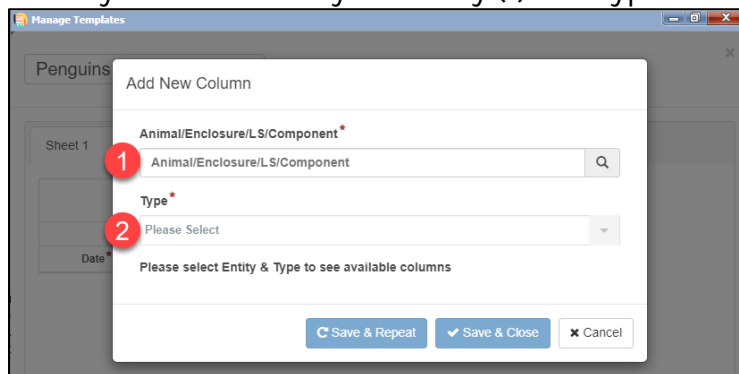 Manage Templates
Penguins
Add New Column
Animal/Enclosure/LS/Component*
Sheet 1
1 Animal/Enclosure/LS/Component
Type*
2 Please Select
Date*
Please select Entity & Type to see available columns
Save & Repeat Save & Close Cancel